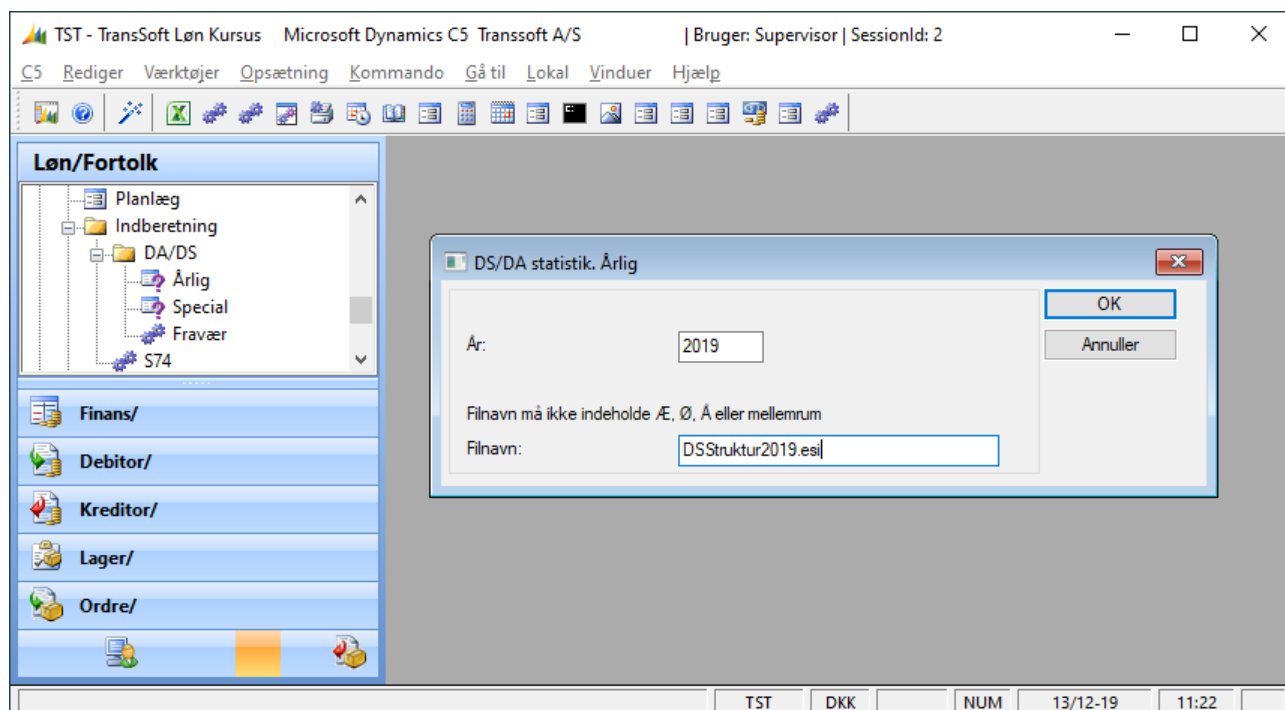 TST - TransSoft Løn Kursus Microsoft Dynamics C5 Transsoft A/S | Bruger: Supervisor | SessionId: 2
C5 Rediger Værktøjer Opsætning Kommando Gå til Lokal Vinduer Hjælp
Løn/Fortolk
Planlæg
Indberetning
DA/DS
Årlig
Special
Fravær
S74
Finans/
Debitor/
Kreditor/
Lager/
Ordre/
DS/DA statistik. Årlig
År: 2019
Filnavn må ikke indeholde Æ, Ø, Å eller mellemrum
Filnavn: DSStruktur2019.esi
OK
Annuller
TST DKK NUM 13/12-19 11:22